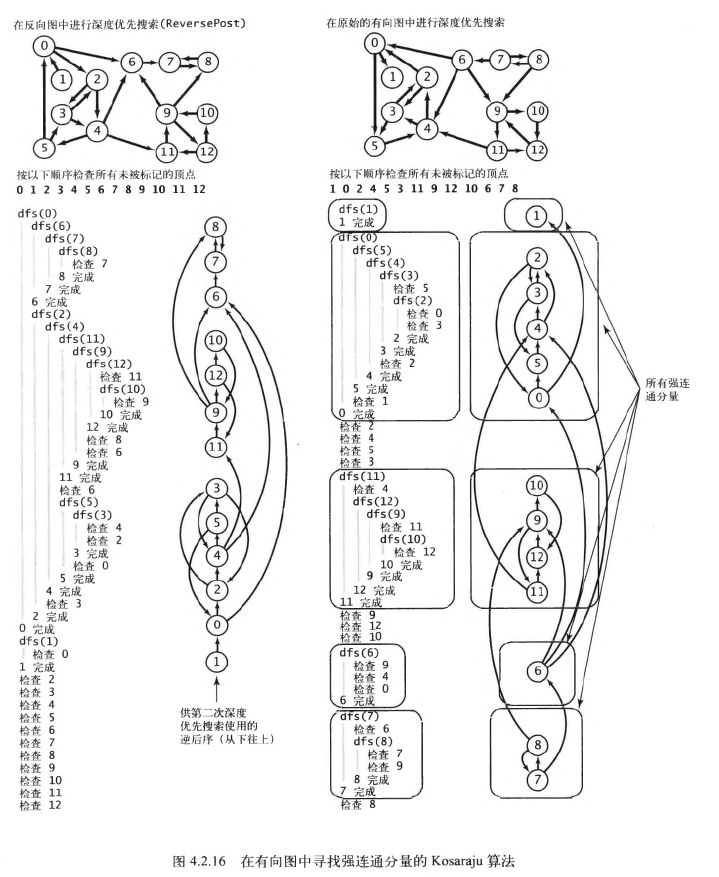 在反向图中进行深度优先搜索(ReversePost)
0
1
2
6
7
8
3
4
9
10
5
11
12
按以下顺序检查所有未被标记的顶点
0 1 2 3 4 5 6 7 8 9 10 11 12
dfs(0)
dfs(6)
dfs(7)
dfs(8)
检查 7
8 完成
7 完成
6 完成
dfs(2)
dfs(4)
dfs(11)
dfs(9)
dfs(12)
检查 11
dfs(10)
检查 9
10 完成
12 完成
检查 8
检查 6
9 完成
11 完成
检查 6
dfs(5)
dfs(3)
检查 4
检查 2
3 完成
检查 0
5 完成
4 完成
检查 3
2 完成
0 完成
dfs(1)
检查 0
1 完成
检查 2
检查 3
检查 4
检查 5
检查 6
检查 7
检查 8
检查 9
检查 10
检查 11
检查 12
8
7
6
10
12
9
11
3
5
4
2
0
1
供第二次深度
优先搜索使用的
逆后序（从下往上）
在原始的有向图中进行深度优先搜索
0
1
2
6
7
8
3
4
9
10
5
11
12
按以下顺序检查所有未被标记的顶点
1 0 2 4 5 3 11 9 12 10 6 7 8
dfs(1)
1 完成
dfs(0)
dfs(5)
dfs(4)
dfs(3)
检查 5
dfs(2)
检查 0
检查 3
2 完成
3 完成
检查 2
4 完成
5 完成
检查 1
0 完成
检查 2
检查 4
检查 5
检查 3
dfs(11)
检查 4
dfs(12)
dfs(9)
检查 11
dfs(10)
检查 12
10 完成
9 完成
12 完成
11 完成
检查 9
检查 12
检查 10
dfs(6)
检查 9
检查 4
检查 0
6 完成
dfs(7)
检查 6
dfs(8)
检查 7
检查 9
8 完成
7 完成
检查 8
1
2
3
4
5
0
10
9
12
11
6
8
7
所有强连
通分量
图 4.2.16 在有向图中寻找强连通分量的 Kosaraju 算法